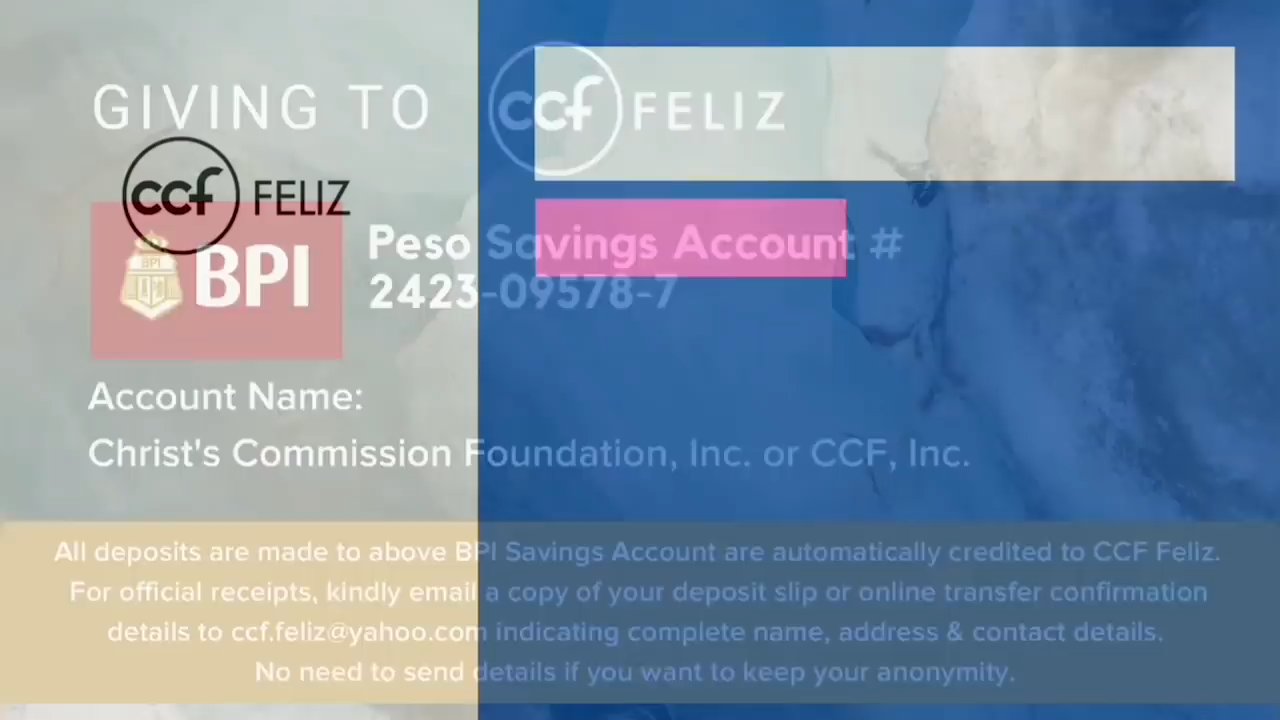 GIVING TO ccf FELIZ
ccf FELIZ
BPI BPI
Peso Savings Account #
2423-09578-7
Account Name:
Christ's Commission Foundation, Inc. or CCF, Inc.
All deposits are made to above BPI Savings Account are automatically credited to CCF Feliz.
For official receipts, kindly email a copy of your deposit slip or online transfer confirmation
details to ccf.feliz@yahoo.com indicating complete name, address & contact details.
No need to send details if you want to keep your anonymity.